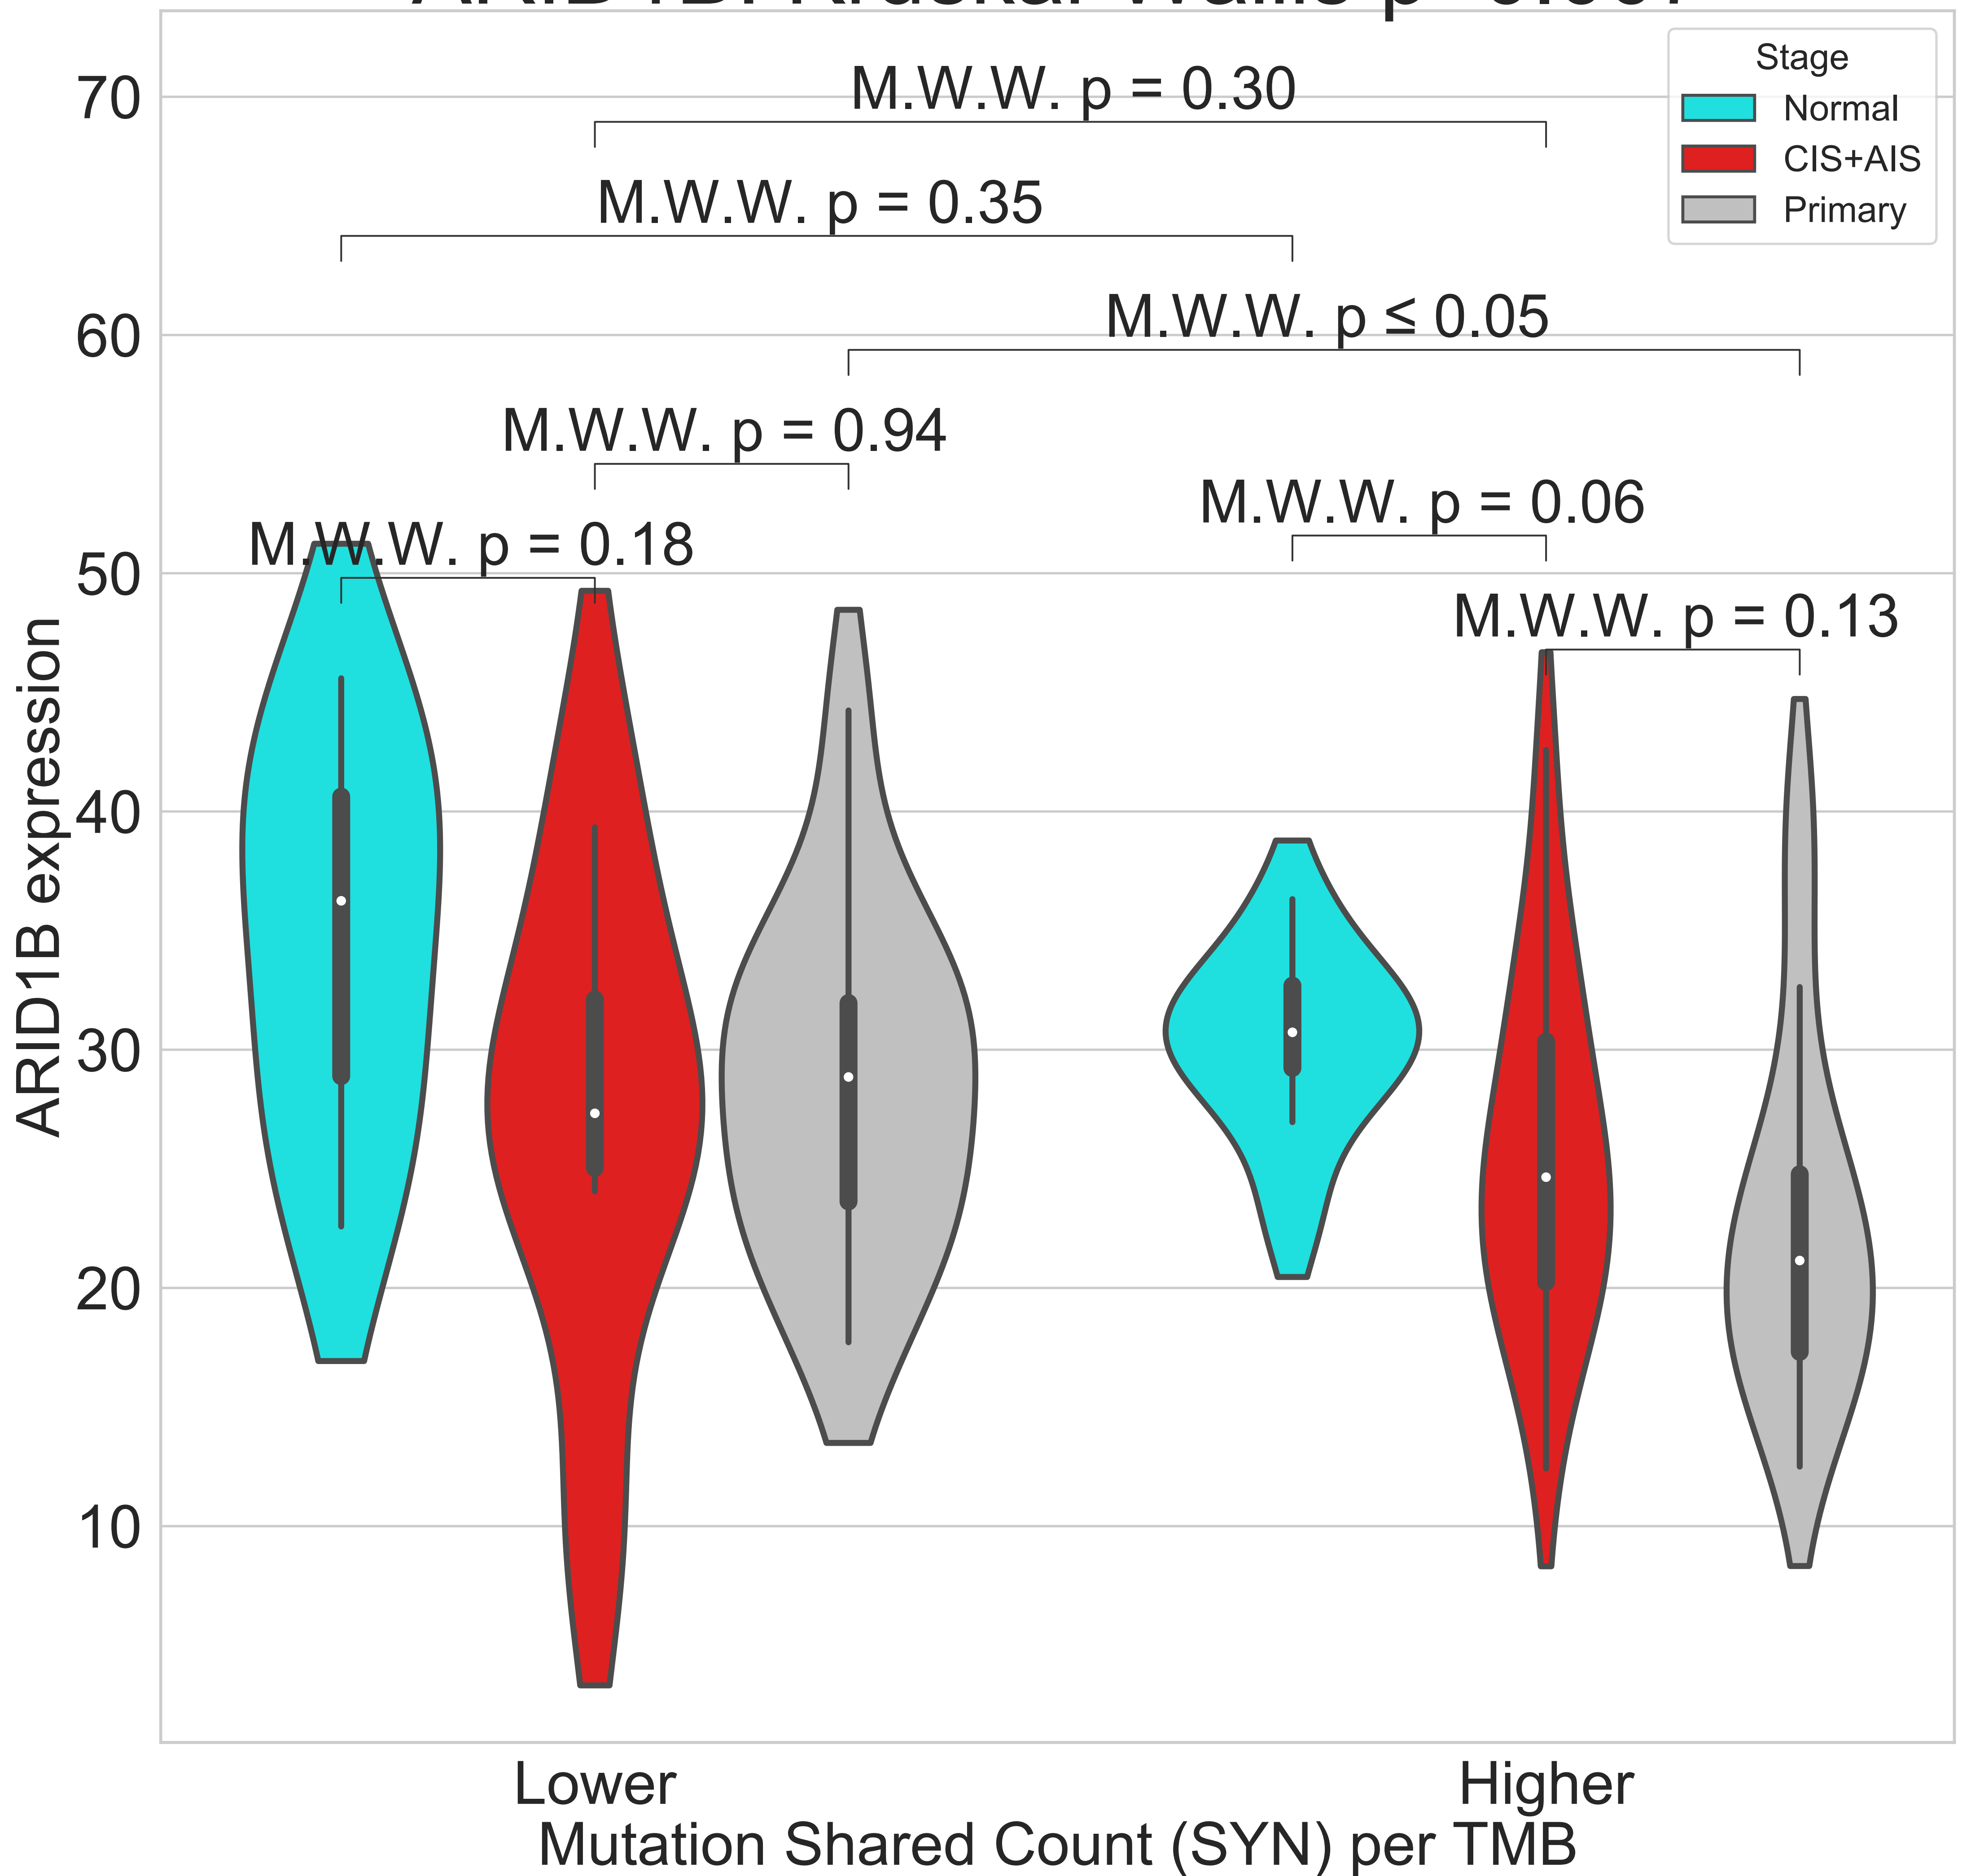 Stage
Normal
CIS+AIS
Primary
M.W.W. p = 0.30
M.W.W. p = 0.35
M.W.W. p ≤ 0.05
M.W.W. p = 0.94
M.W.W. p = 0.06
M.W.W. p = 0.18
M.W.W. p = 0.13
70
60
50
40
30
20
10
ARID1B expression
Lower
Higher
Mutation Shared Count (SYN) per TMB